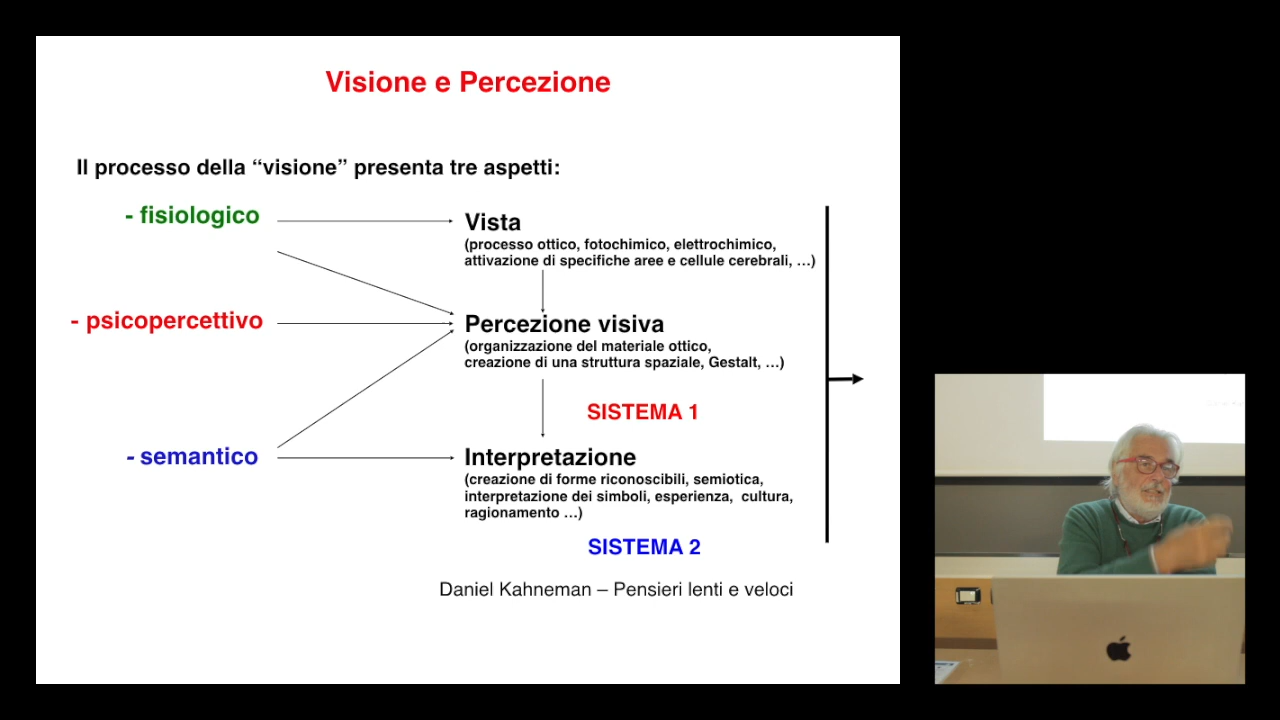 Visione e Percezione
Il processo della “visione” presenta tre aspetti:
- fisiologico
Vista
(processo ottico, fotochimico, elettrochimico,
attivazione di specifiche aree e cellule cerebrali, …)
- psicopercettivo
Percezione visiva
(organizzazione del materiale ottico,
creazione di una struttura spaziale, Gestalt, …)
SISTEMA 1
- semantico
Interpretazione
(creazione di forme riconoscibili, semiotica,
interpretazione dei simboli, esperienza, cultura,
ragionamento …)
SISTEMA 2
Daniel Kahneman – Pensieri lenti e veloci